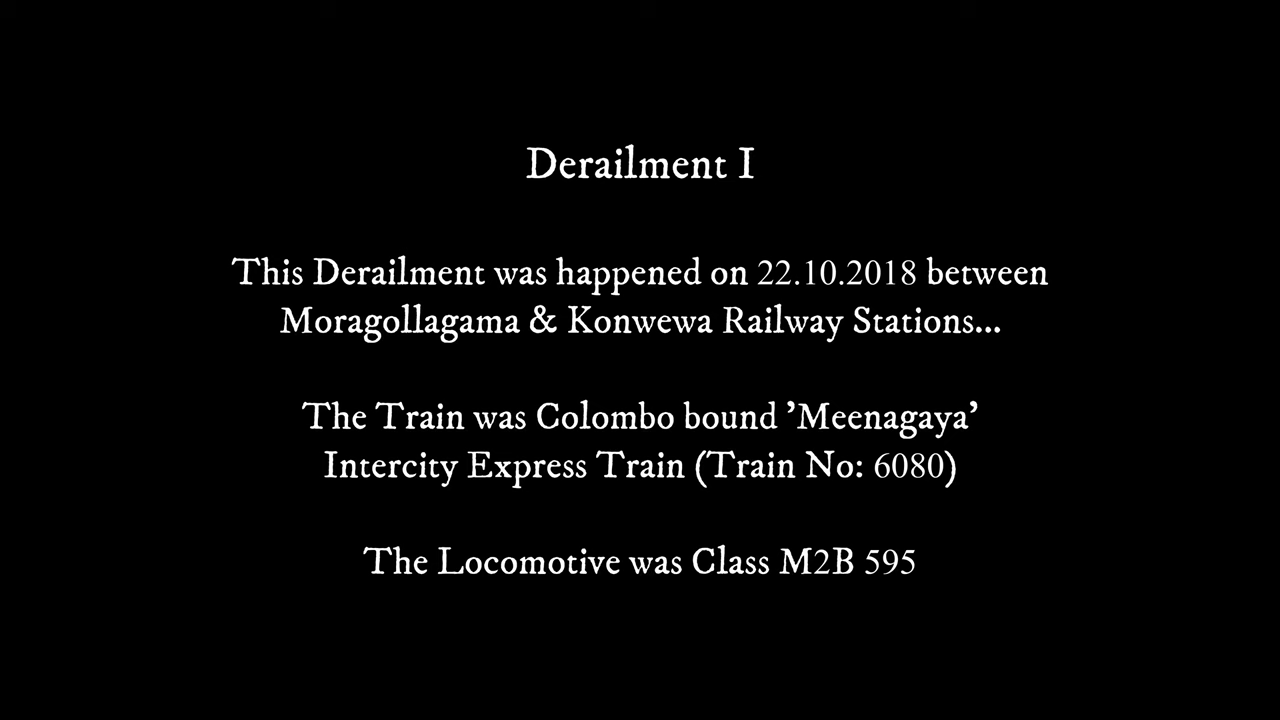 Derailment I
This Derailment was happened on 22.10.2018 between
Moragollagama & Konwewa Railway Stations...
The Train was Colombo bound ’Meenagaya’
Intercity Express Train (Train No: 6080)
The Locomotive was Class M2B 595